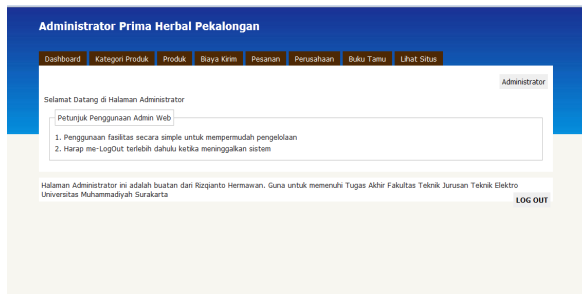 Administrator Prima Herbal Pekalongan
Dashboard Kategori Produk Produk Biaya Kirim Pesanan Perusahaan Buku Tamu Lihat Situs
Administrator
Selamat Datang di Halaman Administrator
Petunjuk Penggunaan Admin Web
1. Penggunaan fasilitas secara simple untuk mempermudah pengelolaan
2. Harap me-LogOut terlebih dahulu ketika meninggalkan sistem
Halaman Administrator ini adalah buatan dari Rizqianto Hermawan. Guna untuk memenuhi Tugas Akhir Fakultas Teknik Jurusan Teknik Elektro
Universitas Muhammadiyah Surakarta
LOG OUT